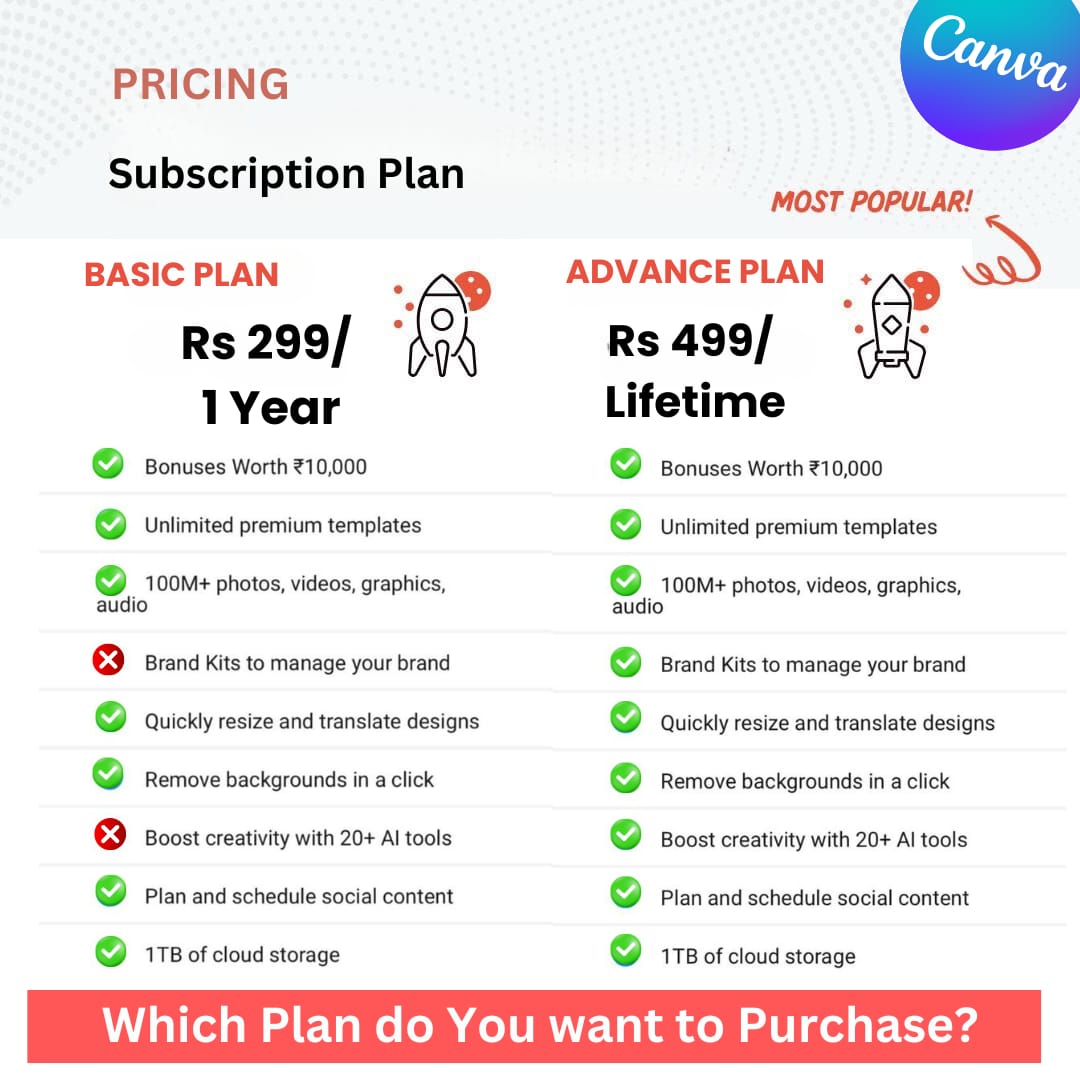 Canva
PRICING
Subscription Plan
MOST POPULAR!
BASIC PLAN
Rs 299/
1 Year
Bonuses Worth ₹10,000
Unlimited premium templates
100M+ photos, videos, graphics,
audio
Brand Kits to manage your brand
Quickly resize and translate designs
Remove backgrounds in a click
Boost creativity with 20+ AI tools
Plan and schedule social content
1TB of cloud storage
ADVANCE PLAN
Rs 499/
Lifetime
Bonuses Worth ₹10,000
Unlimited premium templates
100M+ photos, videos, graphics,
audio
Brand Kits to manage your brand
Quickly resize and translate designs
Remove backgrounds in a click
Boost creativity with 20+ AI tools
Plan and schedule social content
1TB of cloud storage
Which Plan do You want to Purchase?